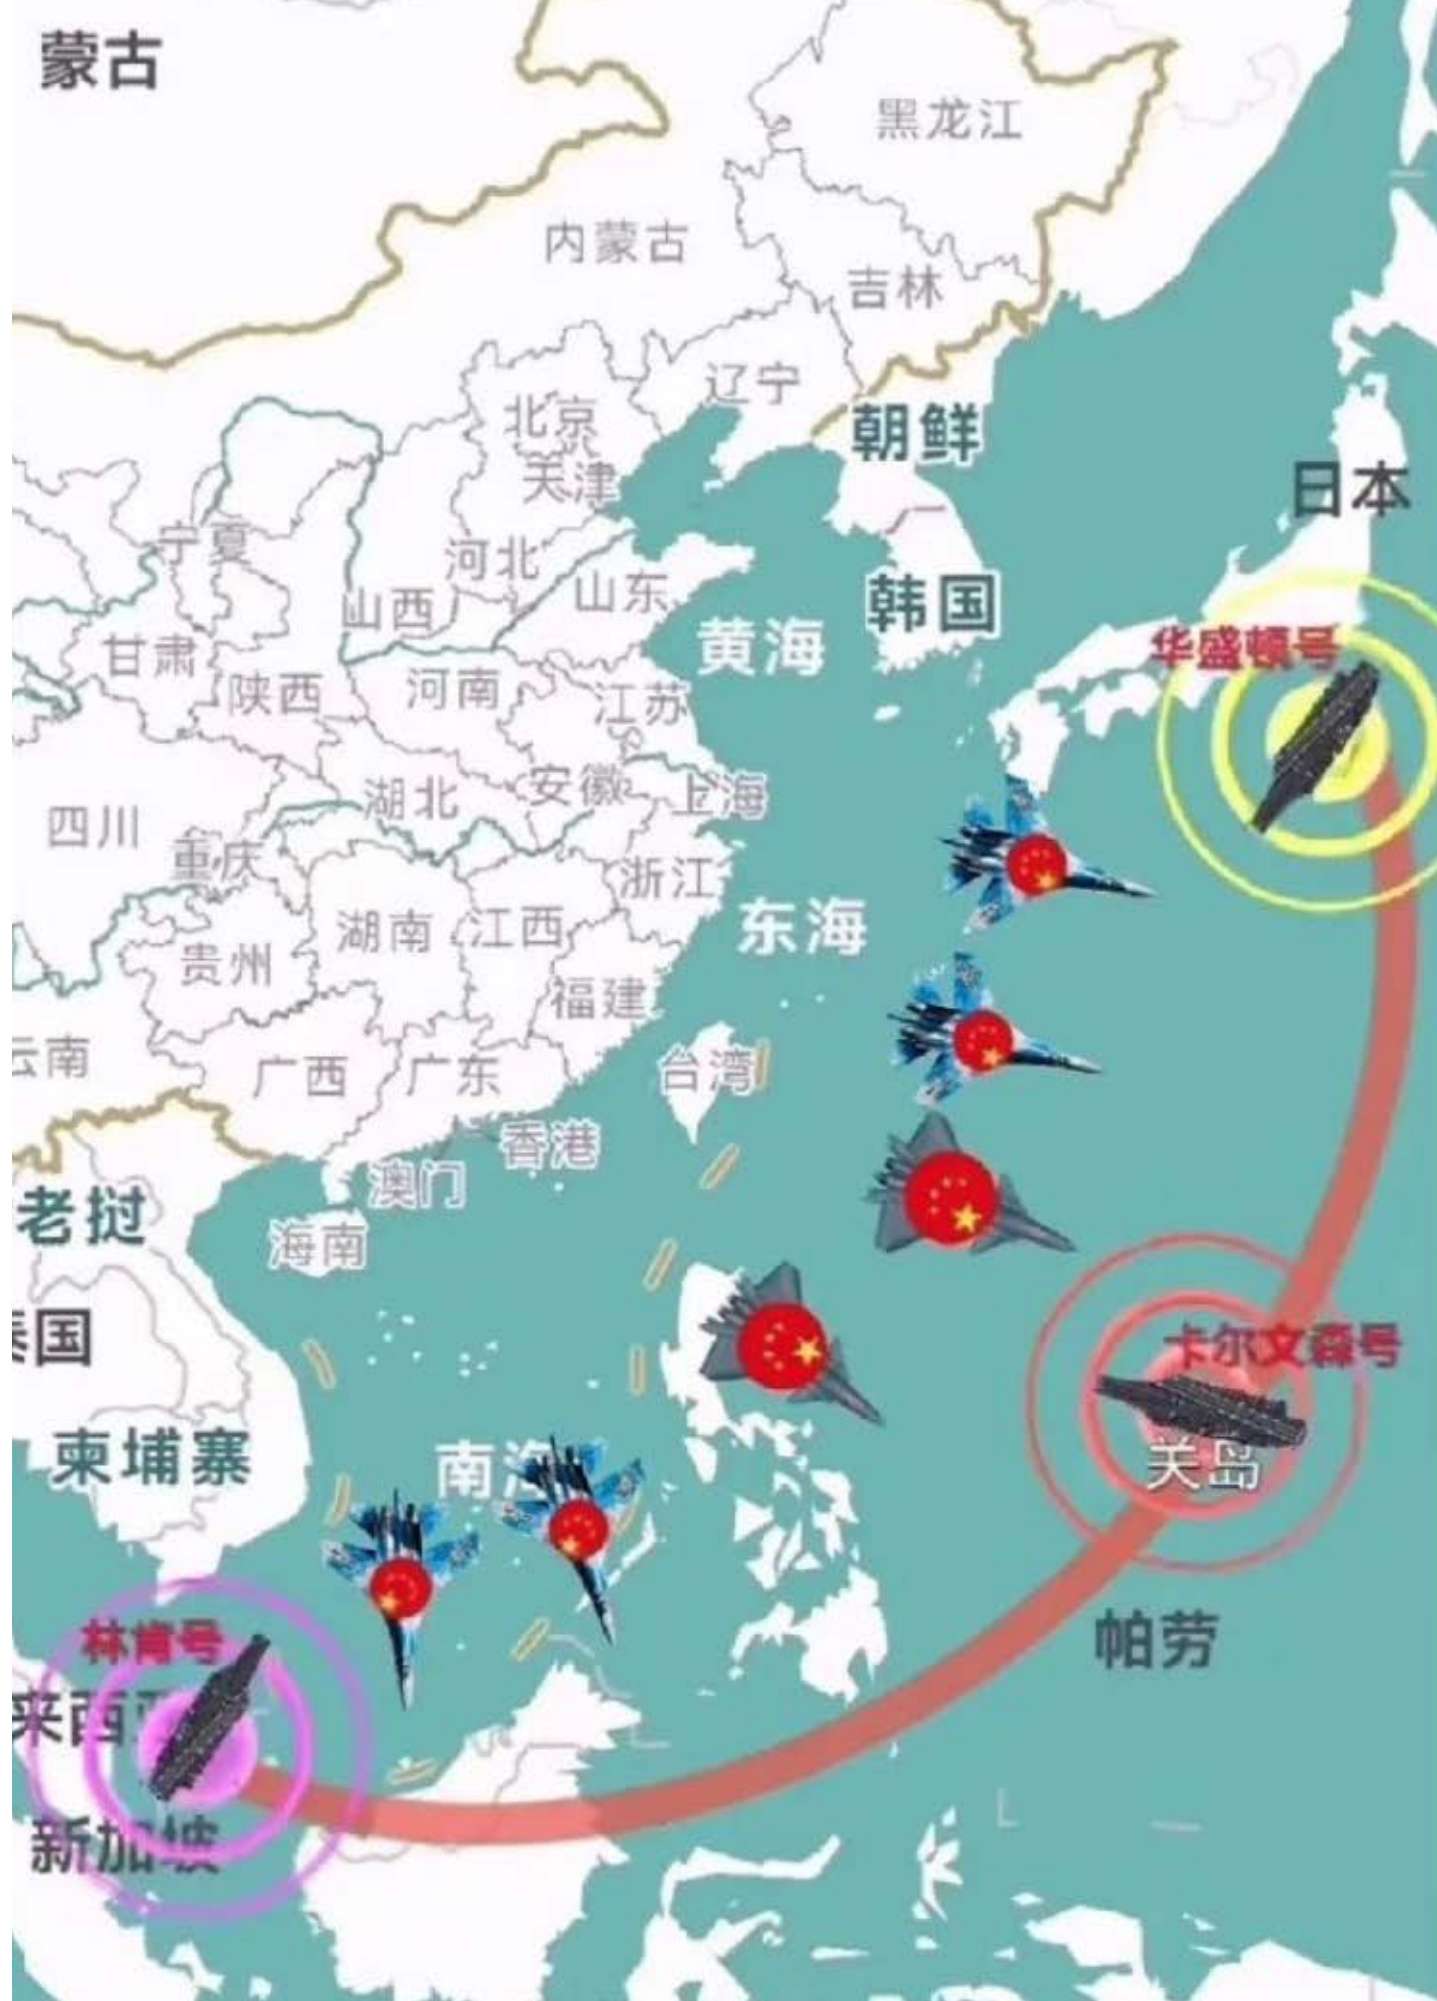 蒙古
黑龙江
内蒙古
吉林
辽宁
北京
朝鲜
天津
日本
宁夏
河北
山西
山东
韩国
华盛顿号
甘肃
黄海
陕西
河南
江苏
安徽
上海
湖北
四川
重庆
浙江
湖南
江西
东海
贵州
福建
云南
广西
广东
台湾
香港
澳门
老挝
海南
泰国
卡尔文森号
柬埔寨
南海
关岛
林肯号
帕劳
来西亚
新加坡